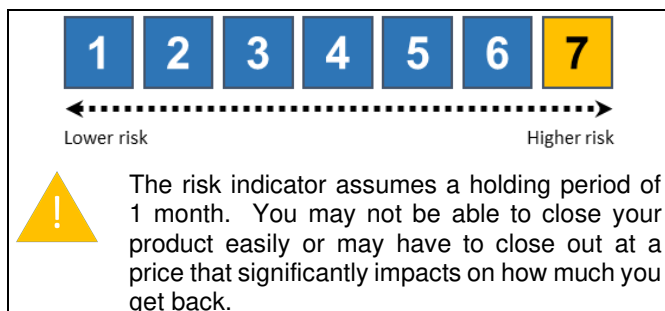 1 2 3 4 5 6 7
Lower risk Higher risk
The risk indicator assumes a holding period of
1 month. You may not be able to close your
product easily or may have to close out at a
price that significantly impacts on how much you
get back.